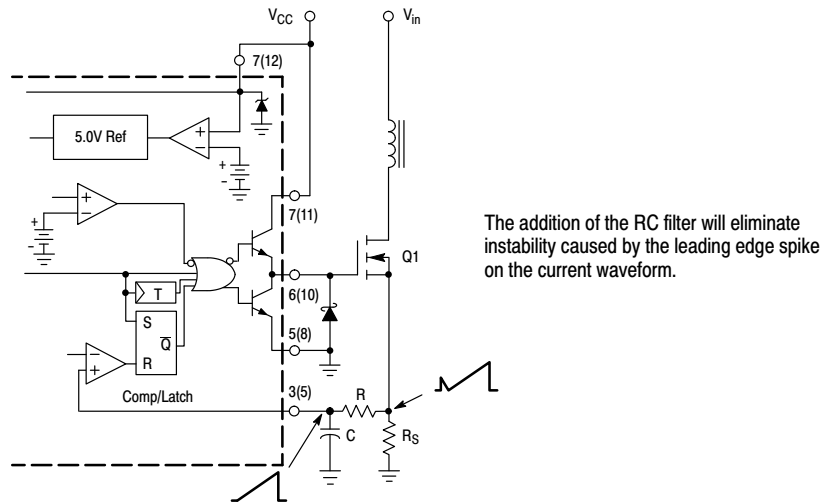 VCC
Vin
7(12)
5.0V Ref
+
−
+
-
+
−
+
-
7(11)
The addition of the RC filter will eliminate
instability caused by the leading edge spike
on the current waveform.
Q1
T
6(10)
S
Q̅
R
5(8)
−
+
Comp/Latch
3(5)
R
C
RS